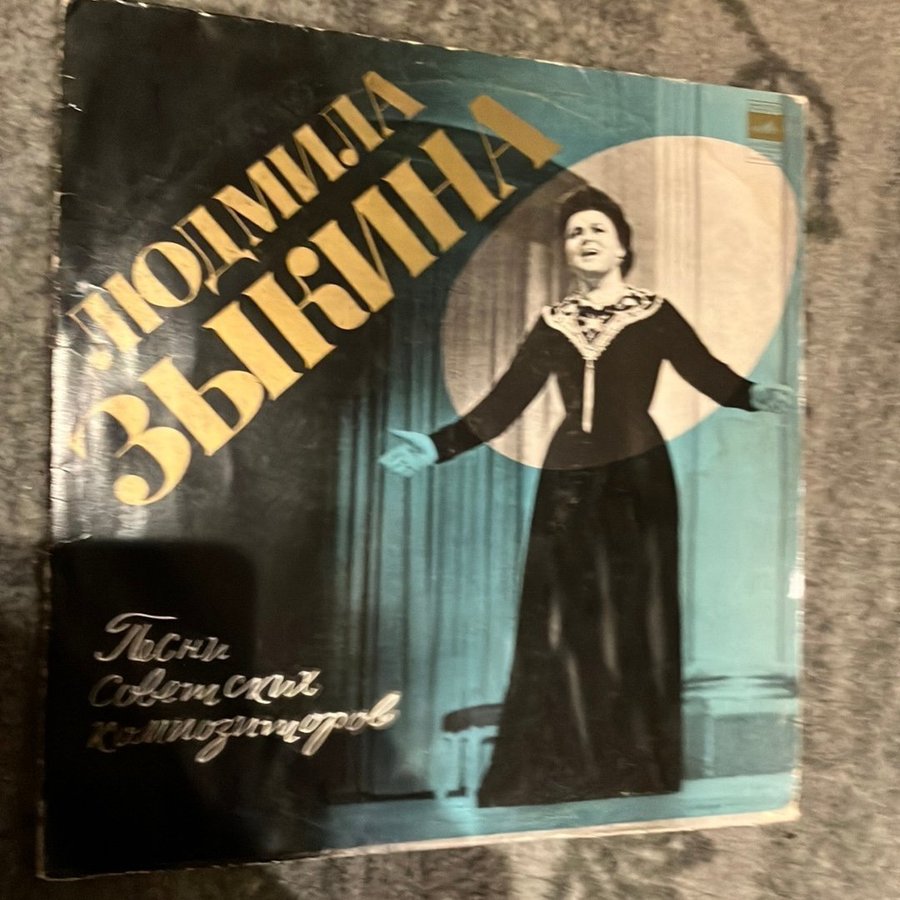 ЛЮДМИЛА
ЗЫКИНА
Песни
советских
композиторов